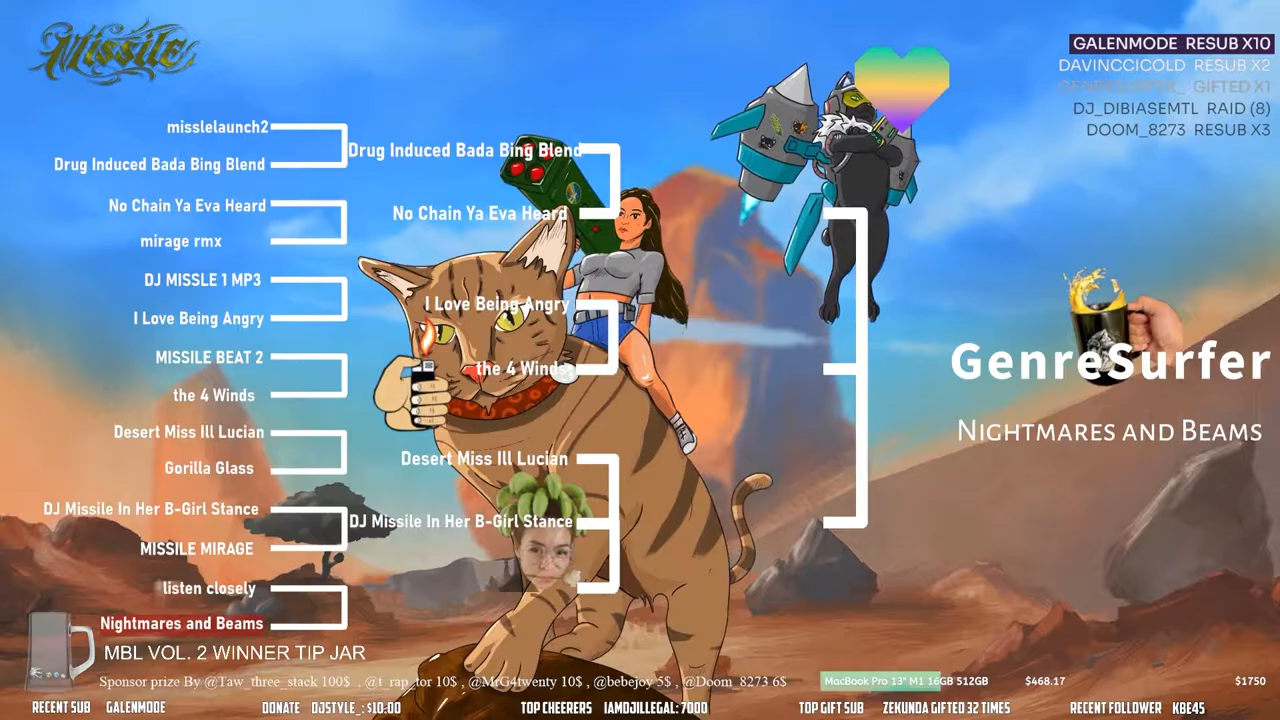 Missile
GALENMODE RESUB X10
DAVINCCICOLD RESUB X2
GIFTED X1
DJ_DIBIASEMTL RAID (8)
DOOM_8273 RESUB X3
misslelaunch2
Drug Induced Bada Bing Blend
No Chain Ya Eva Heard
mirage rmx
DJ MISSLE 1 MP3
I Love Being Angry
MISSILE BEAT 2
the 4 Winds
Desert Miss Ill Lucian
Gorilla Glass
DJ Missile In Her B-Girl Stance
MISSILE MIRAGE
listen closely
Nightmares and Beams
Drug Induced Bada Bing Blend
No Chain Ya Eva Heard
I Love Being Angry
the 4 Winds
Desert Miss Ill Lucian
DJ Missile In Her B-Girl Stance
GenreSurfer
Nightmares and Beams
MBL VOL. 2 WINNER TIP JAR
Sponsor prize By @Taw_three_stack 100$ , @t_rap_tor 10$ , @MrG4twenty 10$ , @bebejoy 5$ , @Doom_8273 6$
MacBook Pro 13" M1 16GB 512GB $468.17 $1750
RECENT SUB GALENMODE DONATE DJSTYLE_: $10.00 TOP CHEERERS IAMDJILLEGAL: 7000 TOP GIFT SUB ZEKUNDA GIFTED 32 TIMES RECENT FOLLOWER KBE45